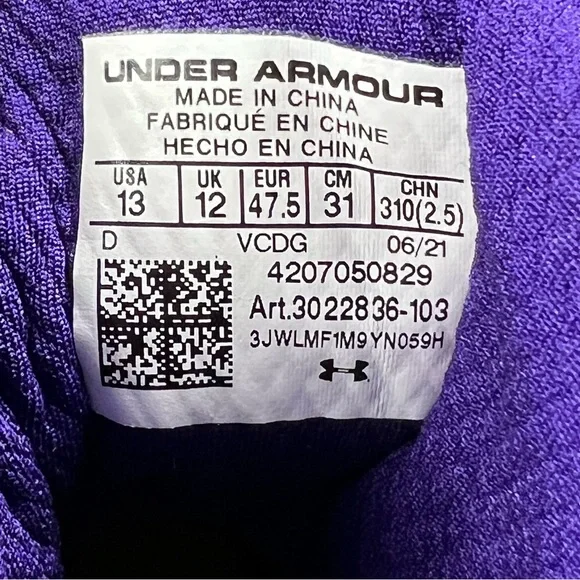 UNDER ARMOUR
MADE IN CHINA
FABRIQUÉ EN CHINE
HECHO EN CHINA
USA UK EUR CM CHN
13 12 47.5 31 310(2.5)
D VCDG 06/21
4207050829
Art.3022836-103
3JWLMF1M9YN059H